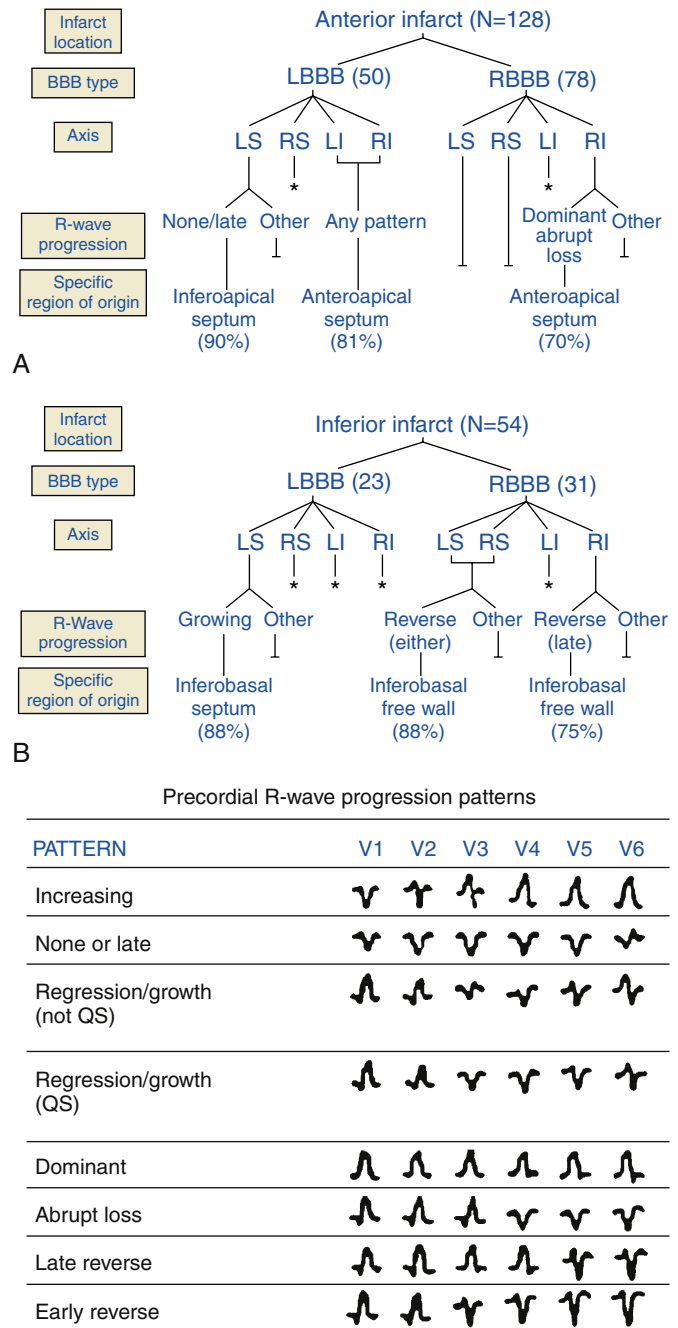 Infarct
location
Anterior infarct (N=128)
BBB type
LBBB (50)
RBBB (78)
Axis
LS RS LI RI
LS RS LI RI
*
*
R-wave
progression
None/late Other Any pattern
Dominant
abrupt
loss
Other
Specific
region of origin
Inferoapical
septum
(90%)
Anteroapical
septum
(81%)
Anteroapical
septum
(70%)
A
Infarct
location
Inferior infarct (N=54)
BBB type
LBBB (23)
RBBB (31)
Axis
LS RS LI RI
LS RS LI RI
* * *
*
R-Wave
progression
Growing Other
Reverse
(either)
Other
Reverse
(late)
Other
Specific
region of origin
Inferobasal
septum
(88%)
Inferobasal
free wall
(88%)
Inferobasal
free wall
(75%)
B
Precordial R-wave progression patterns
PATTERN V1 V2 V3 V4 V5 V6
Increasing
None or late
Regression/growth
(not QS)
Regression/growth
(QS)
Dominant
Abrupt loss
Late reverse
Early reverse